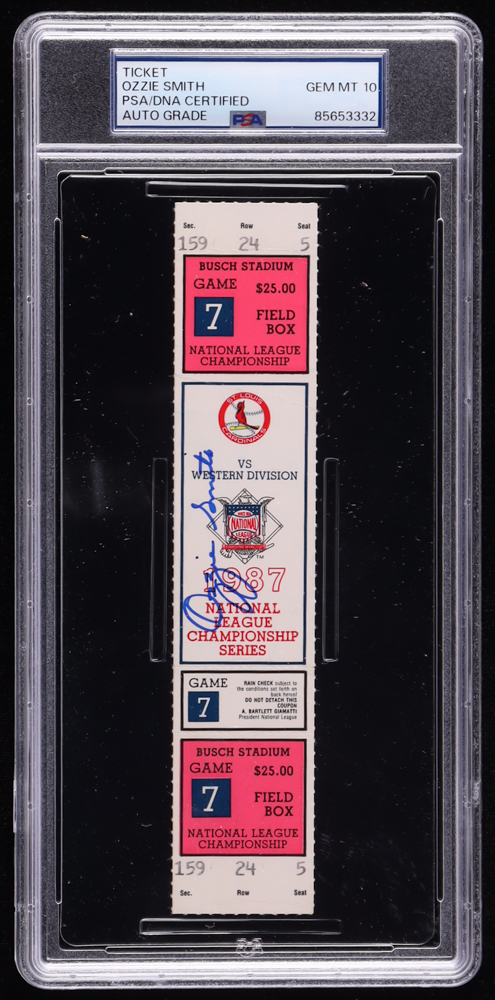 TICKET
OZZIE SMITH GEM MT 10
PSA/DNA CERTIFIED
AUTO GRADE PSA 85653332
Sec. Row Seat
159 24 5
BUSCH STADIUM
GAME $25.00
7 FIELD
BOX
NATIONAL LEAGUE
CHAMPIONSHIP
ST. LOUIS
CARDINALS
VS
WESTERN DIVISION
NATIONAL
LEAGUE
TM
1987
NATIONAL
LEAGUE
CHAMPIONSHIP
SERIES
Ozzie Smith
GAME
7
RAIN CHECK subject to
the conditions set forth on
back hereof
DO NOT DETACH THIS
COUPON
A. BARTLETT GIAMATTI
President National League
BUSCH STADIUM
GAME $25.00
7 FIELD
BOX
NATIONAL LEAGUE
CHAMPIONSHIP
159 24 5
Sec. Row Seat
PSA